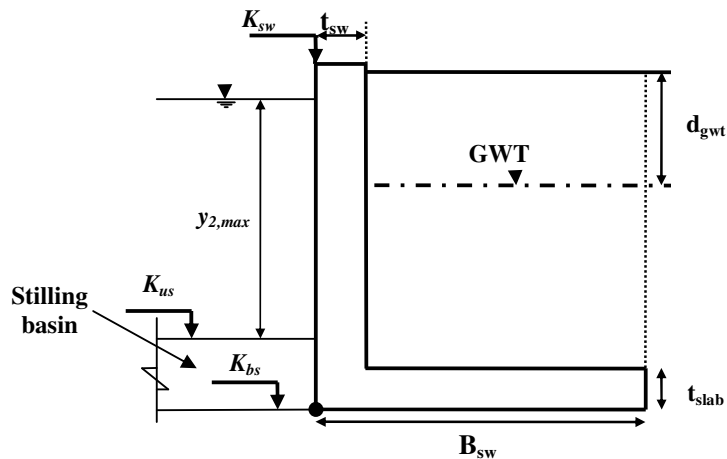 K_sw
t_sw
d_gwt
GWT
y_2,max
K_us
Stilling
basin
K_bs
t_slab
B_sw